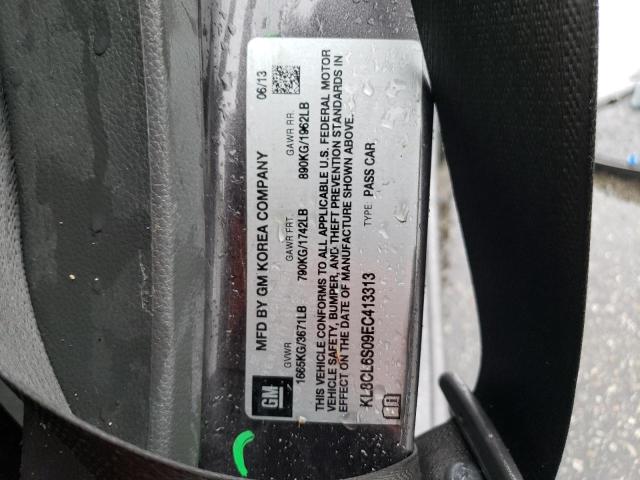 GM
MFD BY GM KOREA COMPANY
06/13
GVWR
GAWR FRT
GAWR RR
1665KG/3671LB
790KG/1742LB
890KG/1962LB
THIS VEHICLE CONFORMS TO ALL APPLICABLE U.S. FEDERAL MOTOR
VEHICLE SAFETY, BUMPER, AND THEFT PREVENTION STANDARDS IN
EFFECT ON THE DATE OF MANUFACTURE SHOWN ABOVE.
KL8CL6S09EC413313
TYPE: PASS CAR